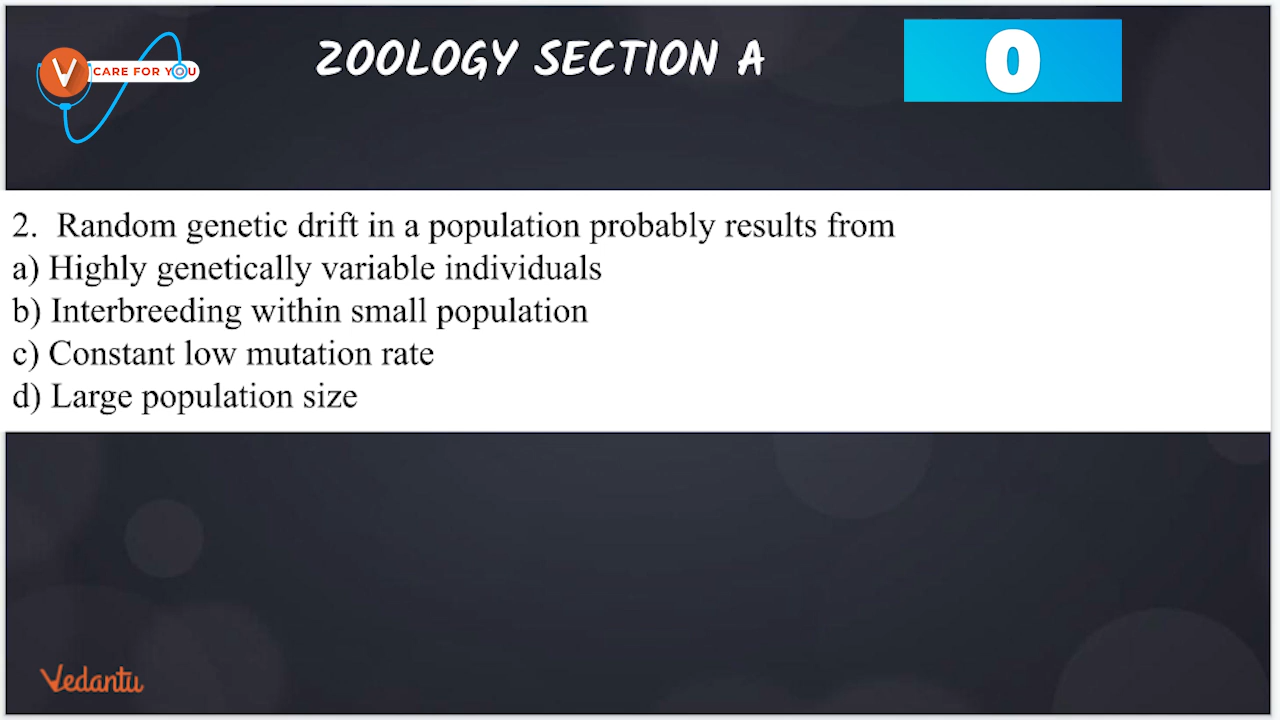 V CARE FOR YOU
ZOOLOGY SECTION A
0
2. Random genetic drift in a population probably results from
a) Highly genetically variable individuals
b) Interbreeding within small population
c) Constant low mutation rate
d) Large population size
Vedantu